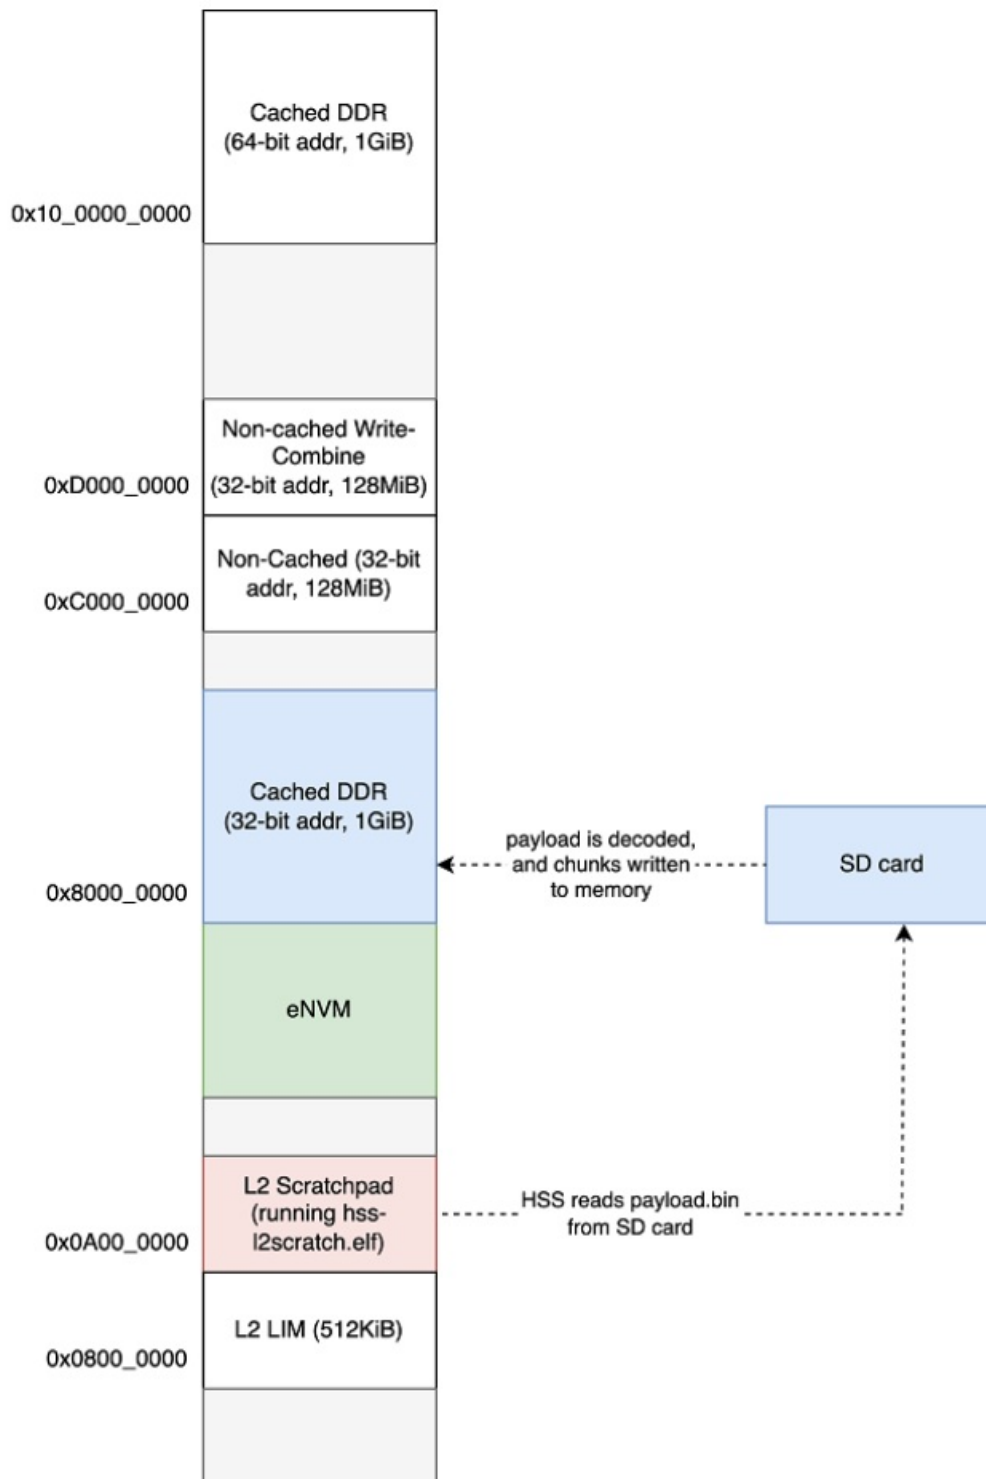 Cached DDR
(64-bit addr, 1GiB)
0x10_0000_0000
Non-cached Write-
Combine
(32-bit addr, 128MiB)
0xD000_0000
Non-Cached (32-bit
addr, 128MiB)
0xC000_0000
Cached DDR
(32-bit addr, 1GiB)
0x8000_0000
payload is decoded,
and chunks written
to memory
SD card
eNVM
L2 Scratchpad
(running hss-
l2scratch.elf)
0x0A00_0000
HSS reads payload.bin
from SD card
L2 LIM (512KiB)
0x0800_0000